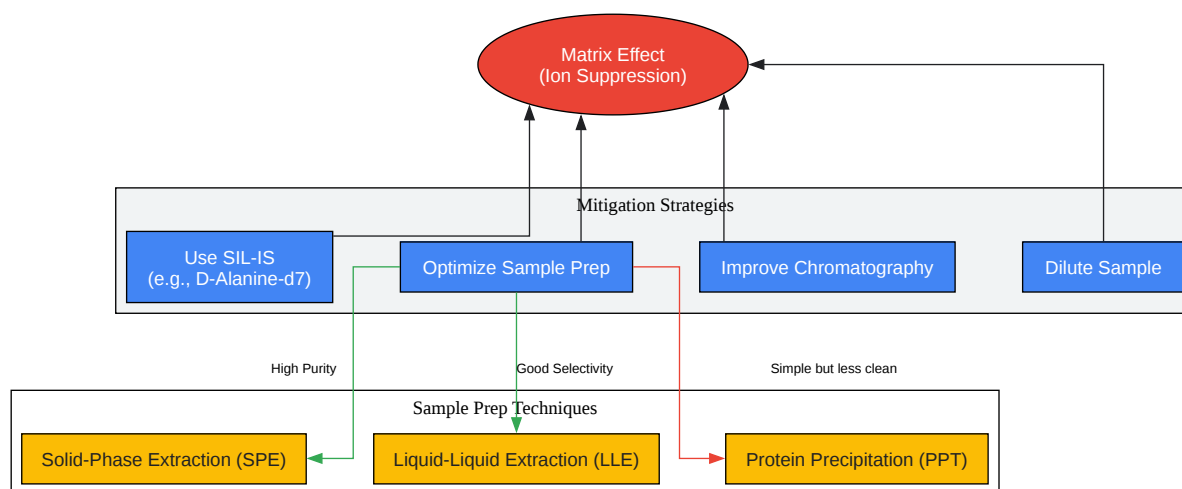 Matrix Effect
(Ion Suppression)
Mitigation Strategies
Use SIL-IS
(e.g., D-Alanine-d7)
Optimize Sample Prep
Improve Chromatography
Dilute Sample
High Purity
Good Selectivity
Simple but less clean
Sample Prep Techniques
Solid-Phase Extraction (SPE)
Liquid-Liquid Extraction (LLE)
Protein Precipitation (PPT)